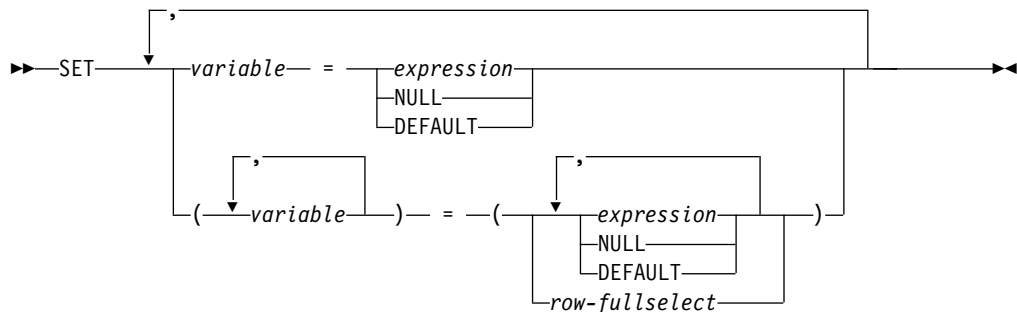 ,
SET variable = expression
NULL
DEFAULT
, ,
( variable ) = ( expression )
NULL
DEFAULT
row-fullselect